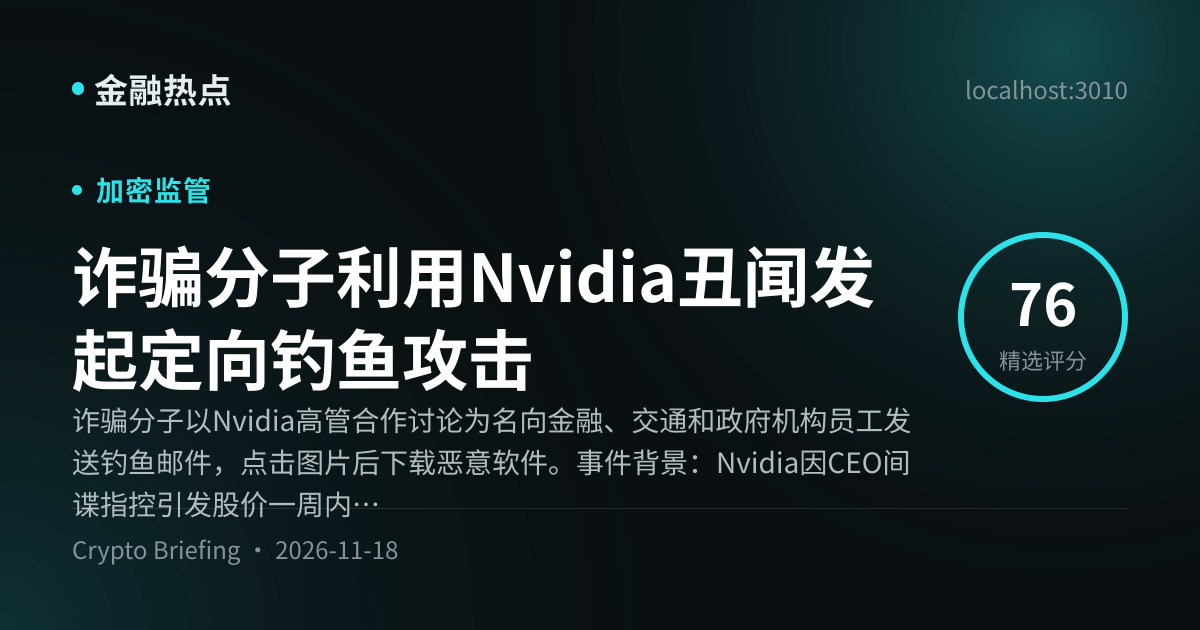 金融热点
localhost:3010
加密监管
诈骗分子利用Nvidia丑闻发
起定向钓鱼攻击
76
精选评分
诈骗分子以Nvidia高管合作讨论为名向金融、交通和政府机构员工发
送钓鱼邮件，点击图片后下载恶意软件。事件背景：Nvidia因CEO间
谍指控引发股价一周内…
Crypto Briefing · 2026-11-18